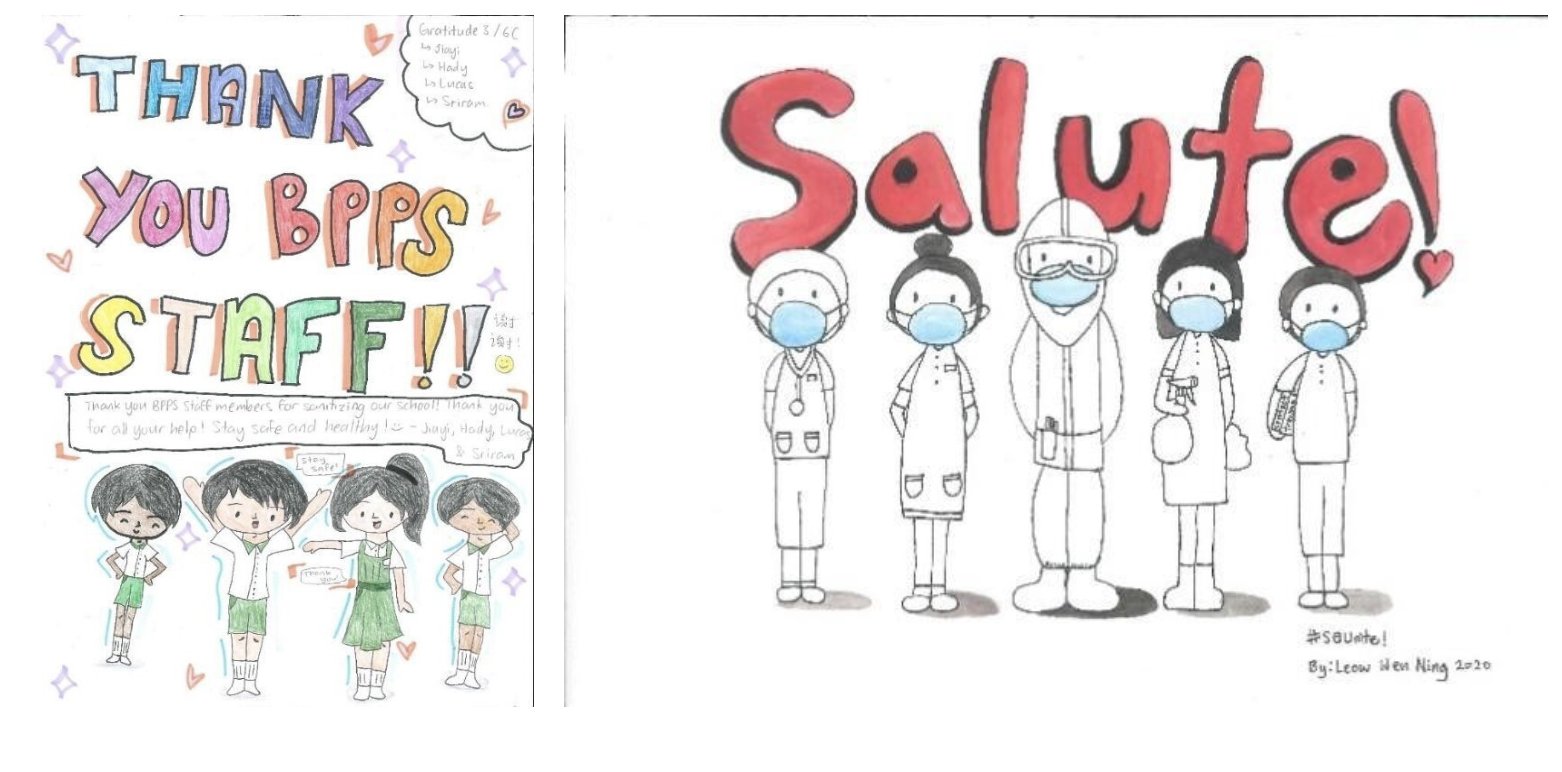 THANK
YOU BPPS
STAFF!!
Gratitude 3/6C
↳ Jiayi
↳ Hady
↳ Lucas
↳ Sriram
谢
谢!
Thank you BPPS staff members for sanitizing our school! Thank you
for all your help! Stay safe and healthy! – Jiayi, Hady, Lucas
& Sriram
stay
safe!
Thank
you!
Salute!
#SGUnite!
By: Leow Wen Ning 2020